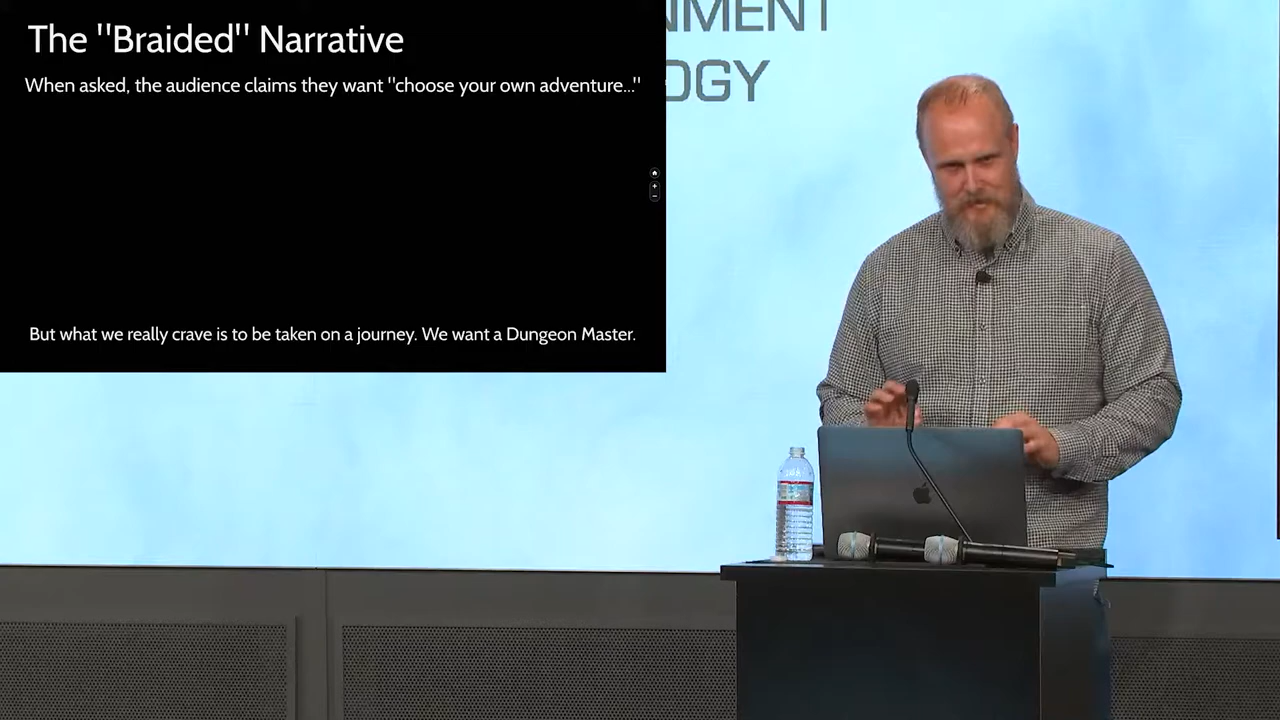 The "Braided" Narrative
When asked, the audience claims they want "choose your own adventure..."
But what we really crave is to be taken on a journey. We want a Dungeon Master.
NMENT
OGY